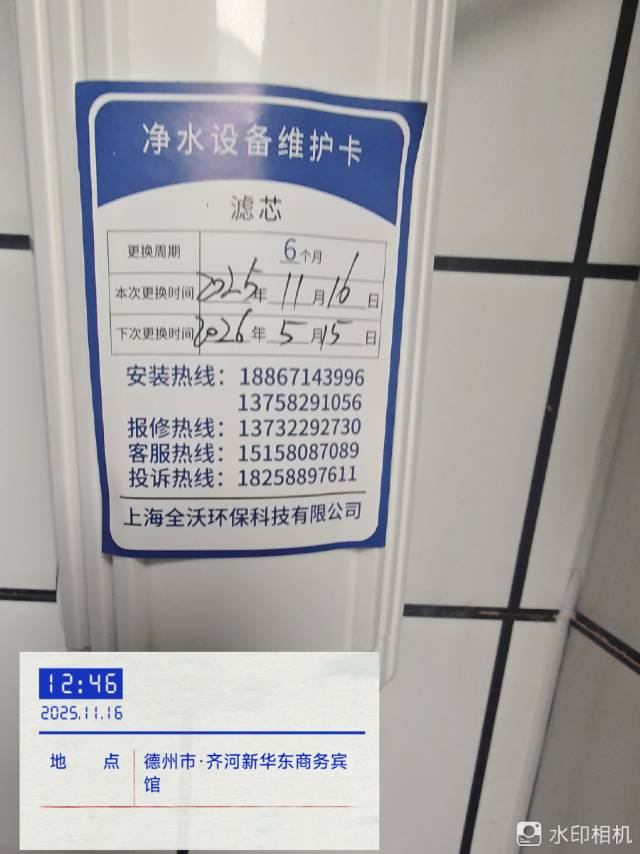 净水设备维护卡
滤芯
更换周期 6个月
本次更换时间 2025年 11月16日
下次更换时间 2026年 5月15日
安装热线：18867143996
13758291056
报修热线：13732292730
客服热线：15158087089
投诉热线：18258897611
上海全沃环保科技有限公司
12:46
2025.11.16
地 点 德州市·齐河新华东商务宾
馆
水印相机